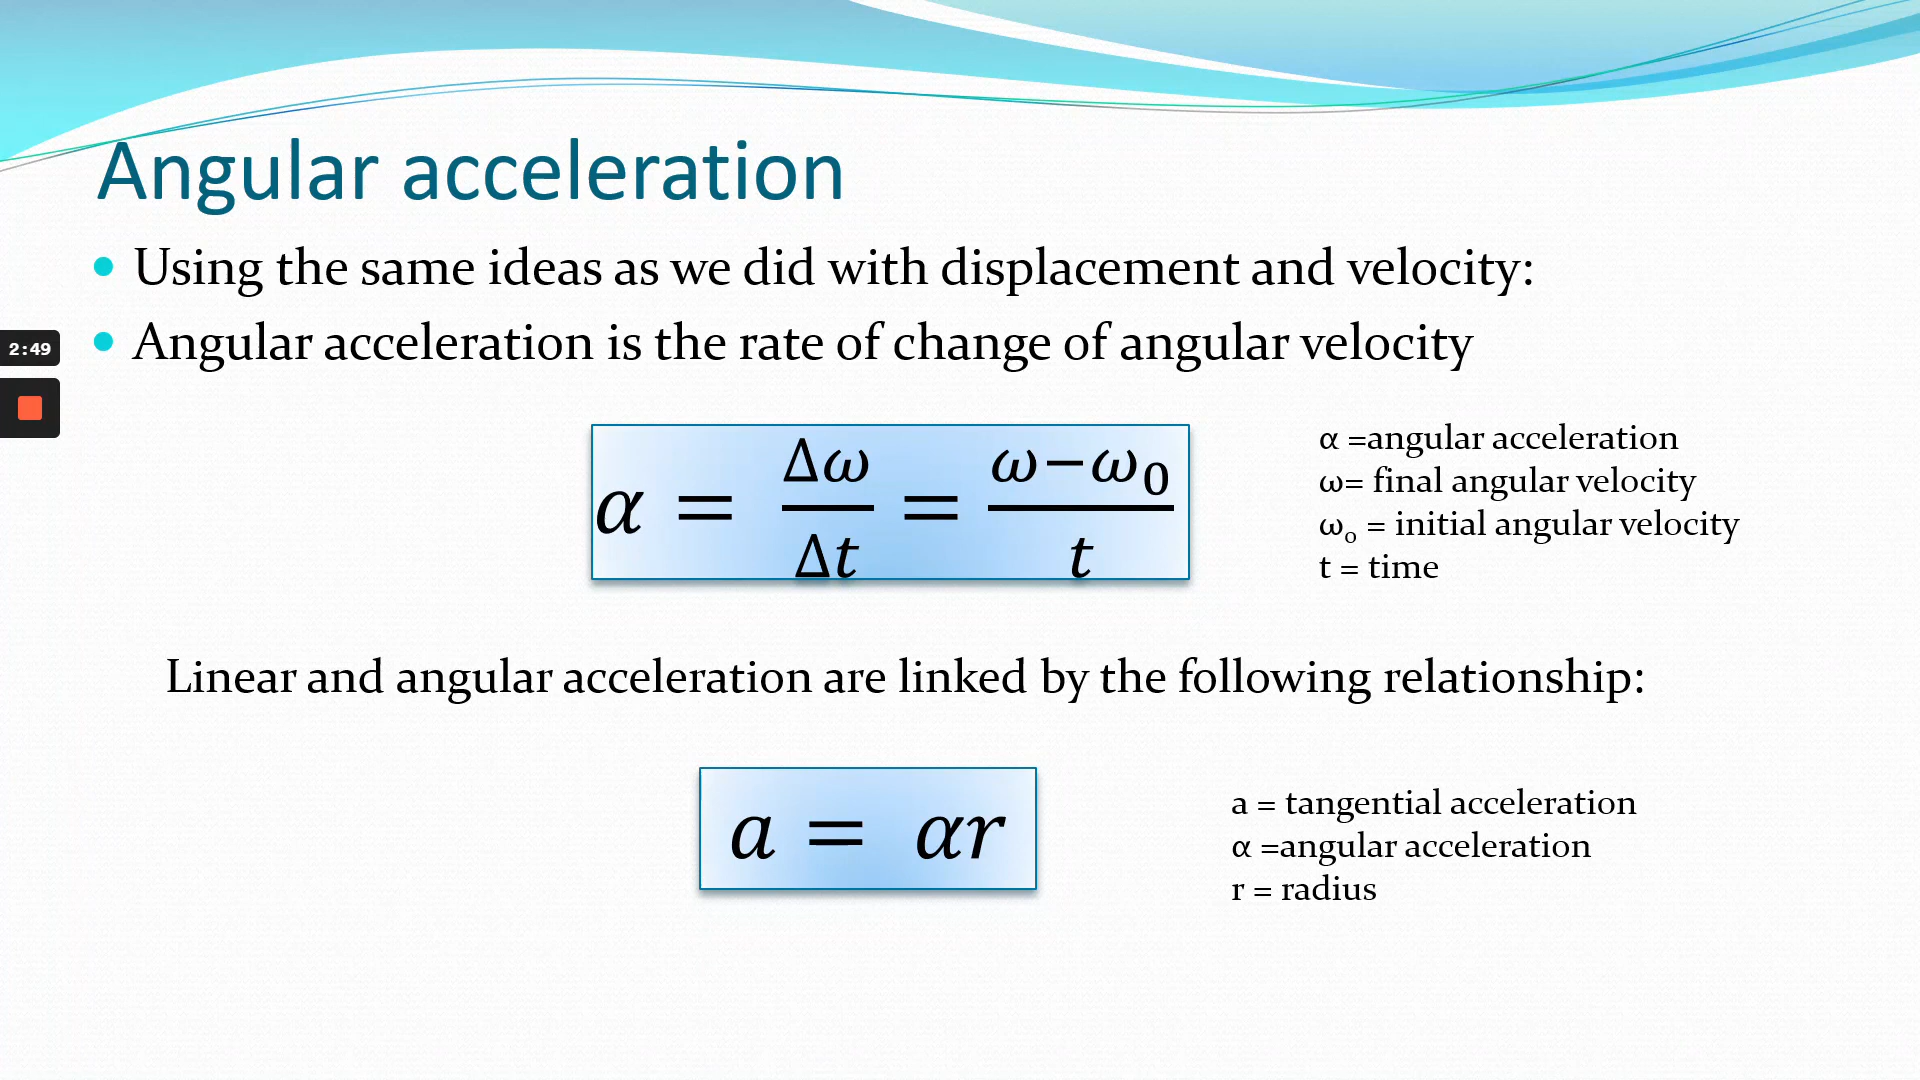 Angular acceleration
• Using the same ideas as we did with displacement and velocity:
• Angular acceleration is the rate of change of angular velocity
2:49
α = Δω/Δt = ω−ω₀/t
α =angular acceleration
ω= final angular velocity
ω₀ = initial angular velocity
t = time
Linear and angular acceleration are linked by the following relationship:
a = αr
a = tangential acceleration
α =angular acceleration
r = radius